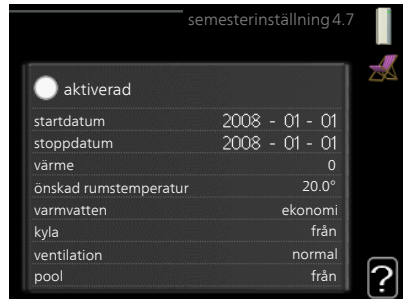 semesterinställning 4.7
aktiverad
startdatum 2008 - 01 - 01
stoppdatum 2008 - 01 - 01
värme 0
önskad rumstemperatur 20.0°
varmvatten ekonomi
kyla från
ventilation normal
pool från
?